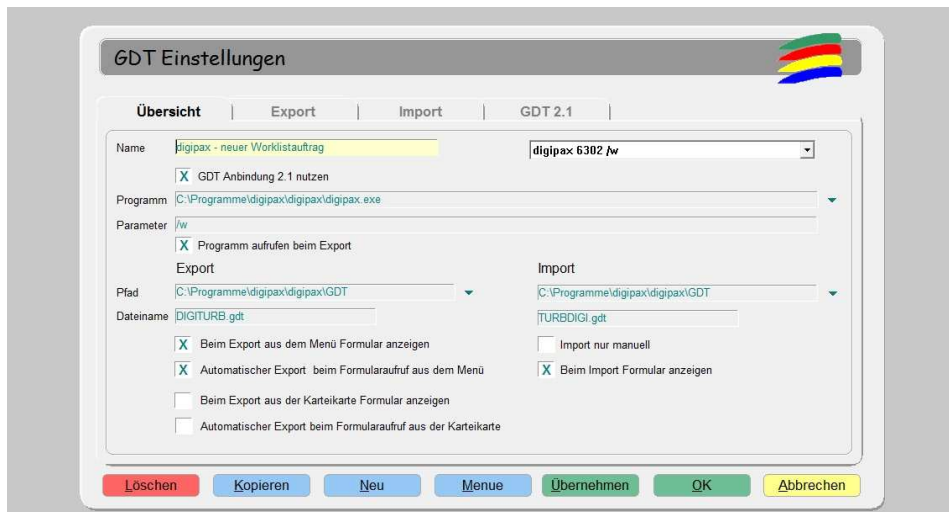 GDT Einstellungen
Übersicht | Export | Import | GDT 2.1 |
Name digipax - neuer Worklistauftrag digipax 6302 /w
X GDT Anbindung 2.1 nutzen
Programm C:\Programme\digipax\digipax\digipax.exe
Parameter /w
X Programm aufrufen beim Export
Export Import
Pfad C:\Programme\digipax\digipax\GDT C:\Programme\digipax\digipax\GDT
Dateiname DIGITURB.gdt TURBDIGI.gdt
X Beim Export aus dem Menü Formular anzeigen Import nur manuell
X Automatischer Export beim Formularaufruf aus dem Menü X Beim Import Formular anzeigen
Beim Export aus der Karteikarte Formular anzeigen
Automatischer Export beim Formularaufruf aus der Karteikarte
Löschen Kopieren Neu Menue Übernehmen OK Abbrechen